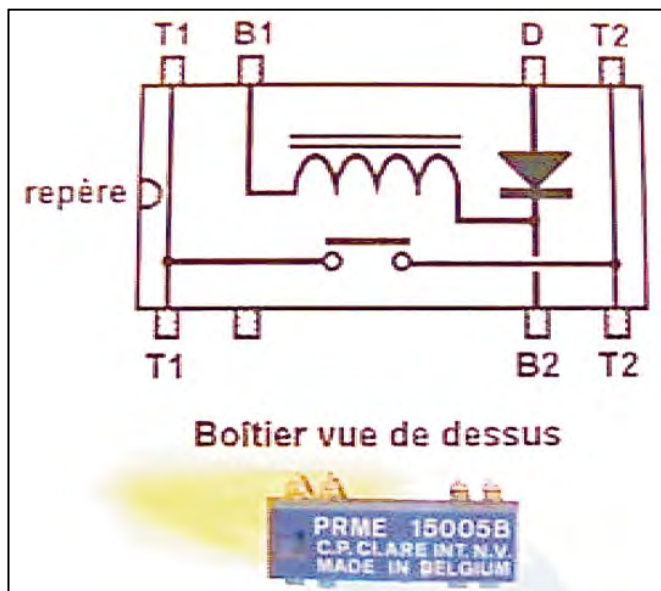 T1 B1 D T2
repère
T1 B2 T2
Boîtier vue de dessus
PRME 15005B
C.P. CLARE INT. N.V.
MADE IN BELGIUM